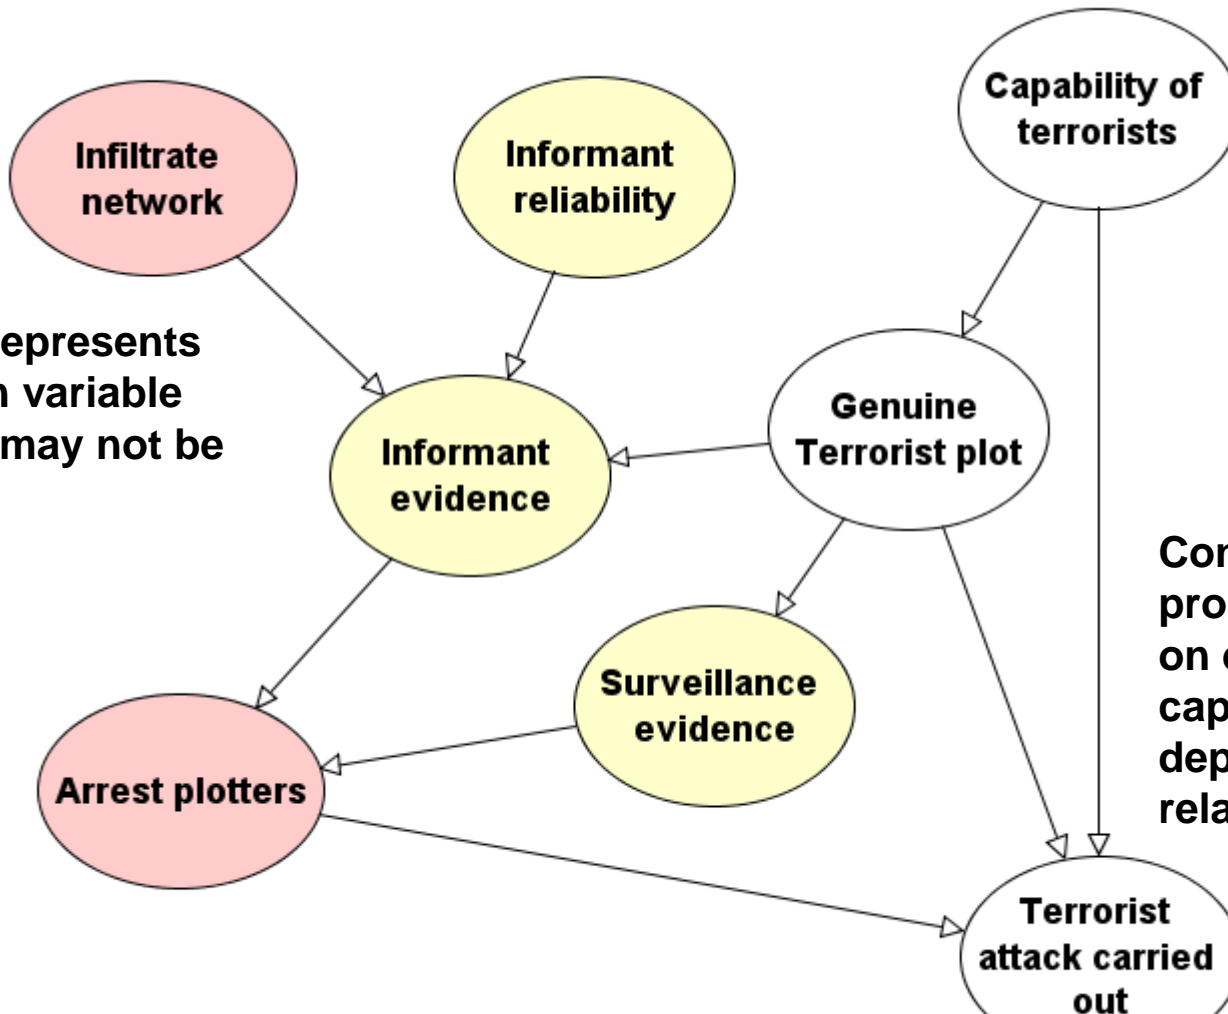 Capability of
terrorists
Infiltrate
network
Informant
reliability
epresents
variable
may not be
Genuine
Terrorist plot
Informant
evidence
Con
pro
on
cap
dep
rela
Surveillance
evidence
Arrest plotters
Terrorist
attack carried
out